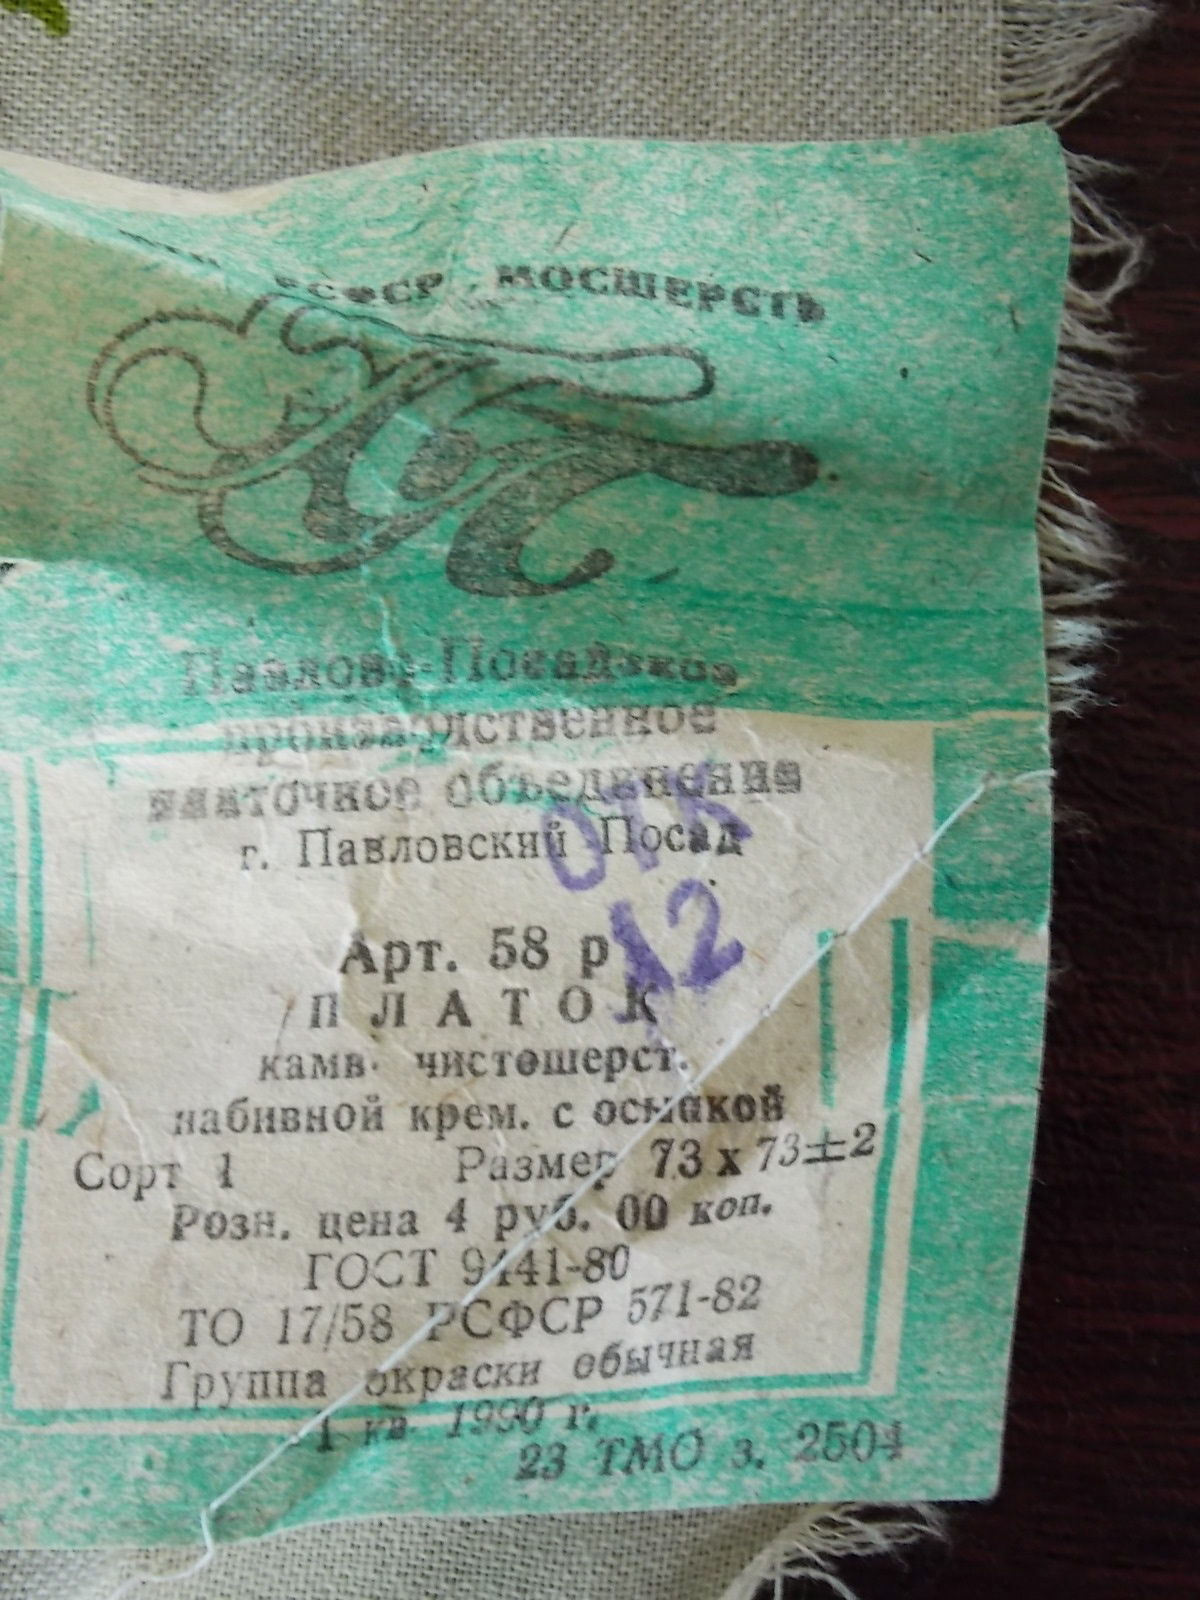 РСФСР МОСШЕРСТЬ
Павлово-Посадское
производственное
платочное объединение
г. Павловский Посад
ОТК
12
Арт. 58 р
ПЛАТОК
камв. чистошерст.
набивной крем. с осыпкой
Сорт 1 Размер 73 х 73±2
Розн. цена 4 руб. 00 коп.
ГОСТ 9441-80
ТО 17/58 РСФСР 571-82
Группа окраски обычная
1 кв. 1990 г.
23 ТМО з. 2504